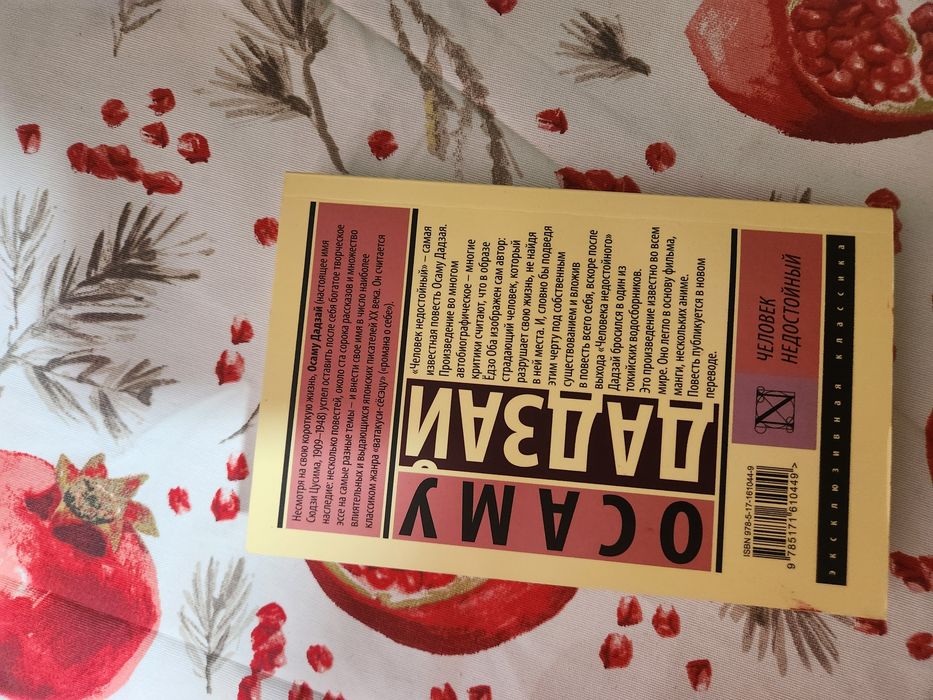 Несмотря на свою короткую жизнь, Осаму Дадзай (настоящее имя
Сюдзи Цусима, 1909–1948) успел оставить после себя богатое творческое
наследие: несколько повестей, около ста сорока рассказов и множество
эссе на самые разные темы – и внести свое имя в число наиболее
влиятельных и выдающихся японских писателей XX века. Он считается
классиком жанра «ватакуси-сёсэцу» («романа о себе»).
ОСАМУ
ДАДЗАЙ
«Человек недостойный» – самая
известная повесть Осаму Дадзая.
Произведение во многом
автобиографическое – многие
критики считают, что в образе
Ёдзо Оба изображен сам автор:
страдающий человек, который
разрушает свою жизнь, не найдя
в ней места. И, словно бы подведя
этим черту под собственным
существованием и вложив
в повесть всего себя, вскоре после
выхода «Человека недостойного»
Дадзай бросился в один из
токийских водосборников.
Это произведение известно во всем
мире. Оно легло в основу фильма,
манги, нескольких аниме.
Повесть публикуется в новом
переводе.
ISBN 978-5-17-161044-9
9 785171 610449 >
ЧЕЛОВЕК
НЕДОСТОЙНЫЙ
ЭКСКЛЮЗИВНАЯ КЛАССИКА